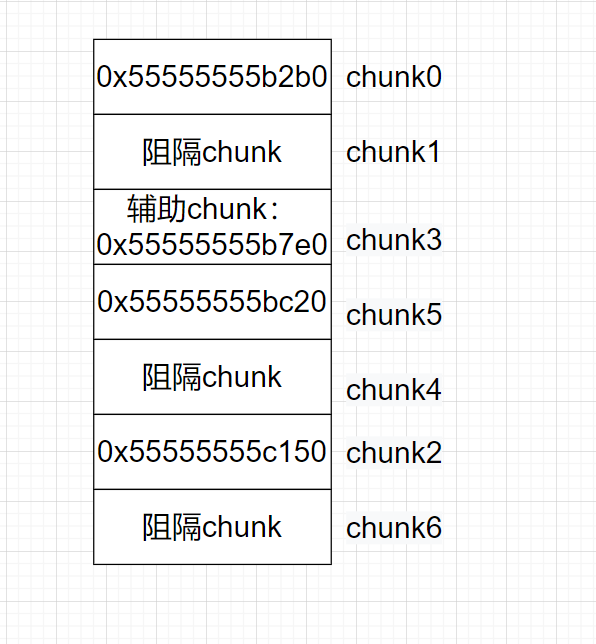 0x55555555b2b0 chunk0
阻隔chunk chunk1
辅助chunk：
0x55555555b7e0 chunk3
0x55555555bc20 chunk5
阻隔chunk chunk4
0x55555555c150 chunk2
阻隔chunk chunk6